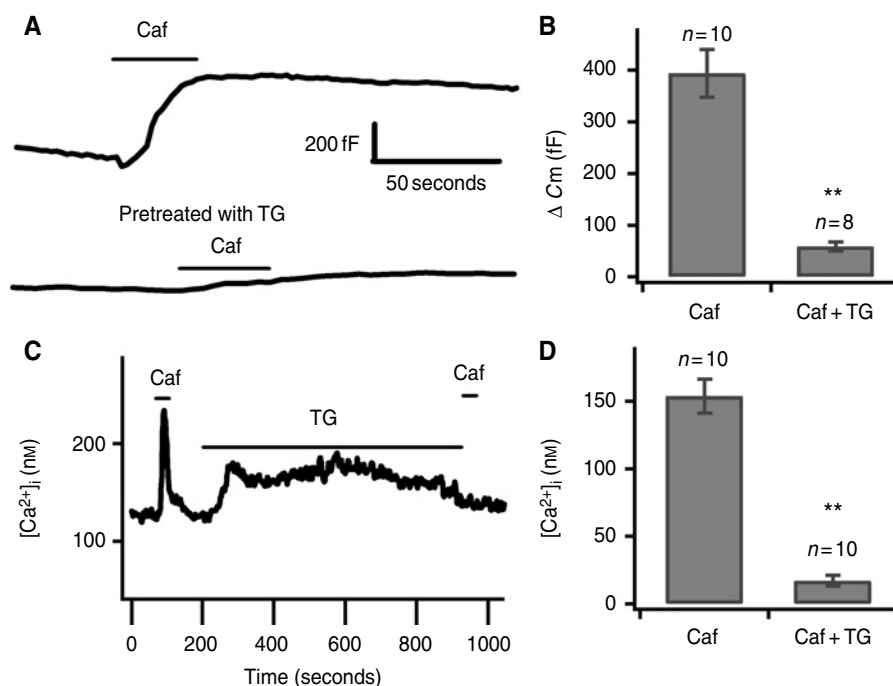 A
Caf
200 fF
50 seconds
Pretreated with TG
Caf
B
n=10
400
300
200
100
0
Δ Cm (fF)
**
n=8
Caf
Caf + TG
C
Caf
TG
Caf
200
100
[Ca²⁺]ᵢ (nM)
0 200 400 600 800 1000
Time (seconds)
D
n=10
150
100
50
0
[Ca²⁺]ᵢ (nM)
**
n=10
Caf
Caf + TG